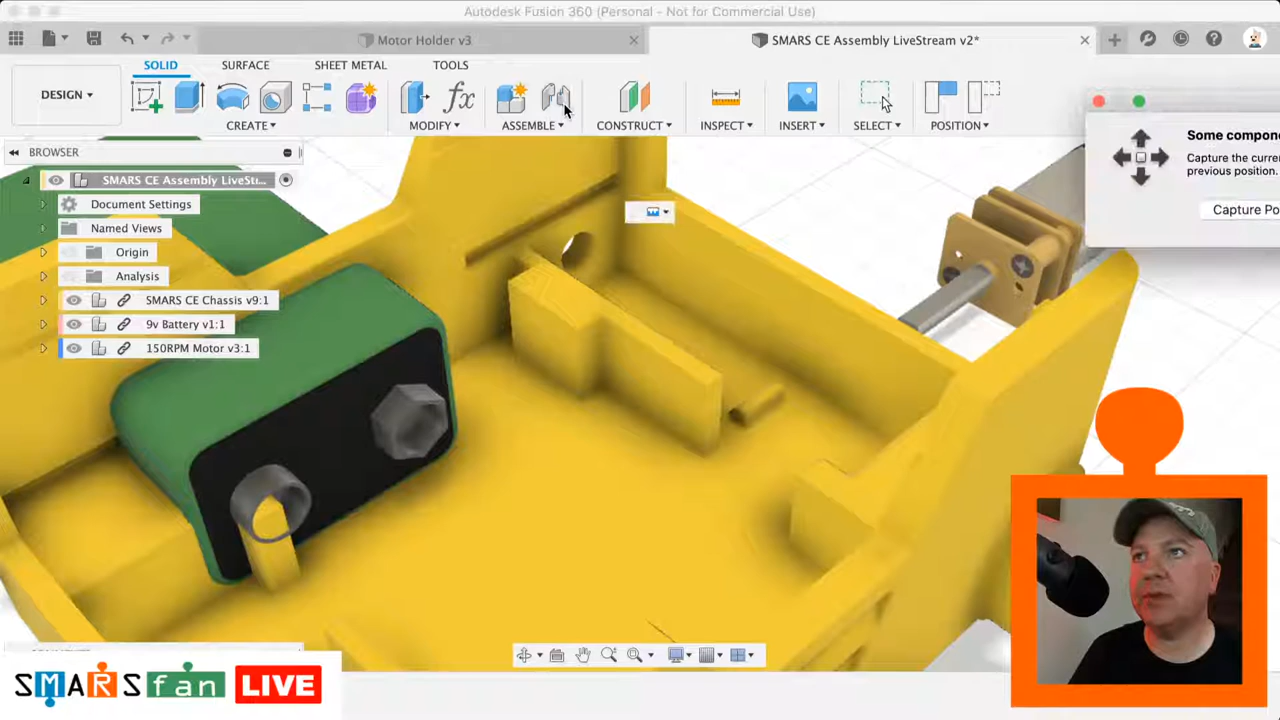 Autodesk Fusion 360 (Personal - Not for Commercial Use)
Motor Holder v3
SMARS CE Assembly LiveStream v2*
DESIGN
SOLID
SURFACE
SHEET METAL
TOOLS
CREATE
MODIFY
ASSEMBLE
CONSTRUCT
INSPECT
INSERT
SELECT
POSITION
BROWSER
SMARS CE Assembly LiveStr...
Document Settings
Named Views
Origin
Analysis
SMARS CE Chassis v9:1
9v Battery v1:1
150RPM Motor v3:1
Some compone
Capture the curre
previous position.
Capture Po
SMARS fan LIVE